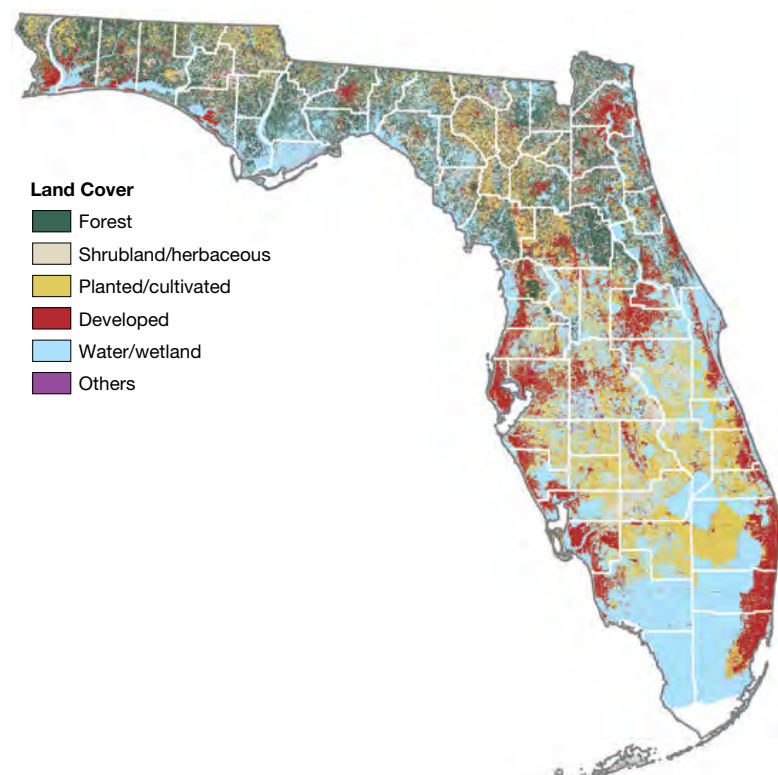 Land Cover
Forest
Shrubland/herbaceous
Planted/cultivated
Developed
Water/wetland
Others